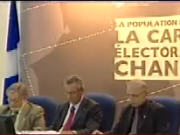 LA POPULATION
LA CAR
ÉLECTOR
CHAN